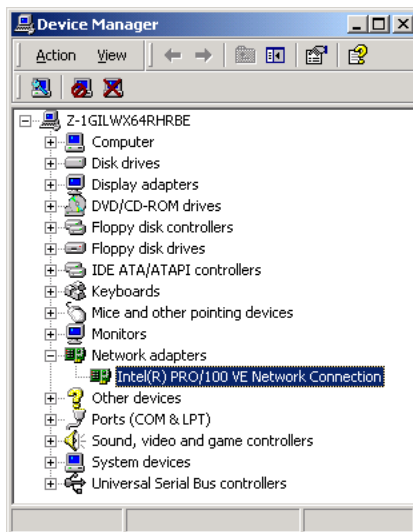 Device Manager
Action View
Z-1GILWX64RHRBE
Computer
Disk drives
Display adapters
DVD/CD-ROM drives
Floppy disk controllers
Floppy disk drives
IDE ATA/ATAPI controllers
Keyboards
Mice and other pointing devices
Monitors
Network adapters
Intel(R) PRO/100 VE Network Connection
Other devices
Ports (COM & LPT)
Sound, video and game controllers
System devices
Universal Serial Bus controllers